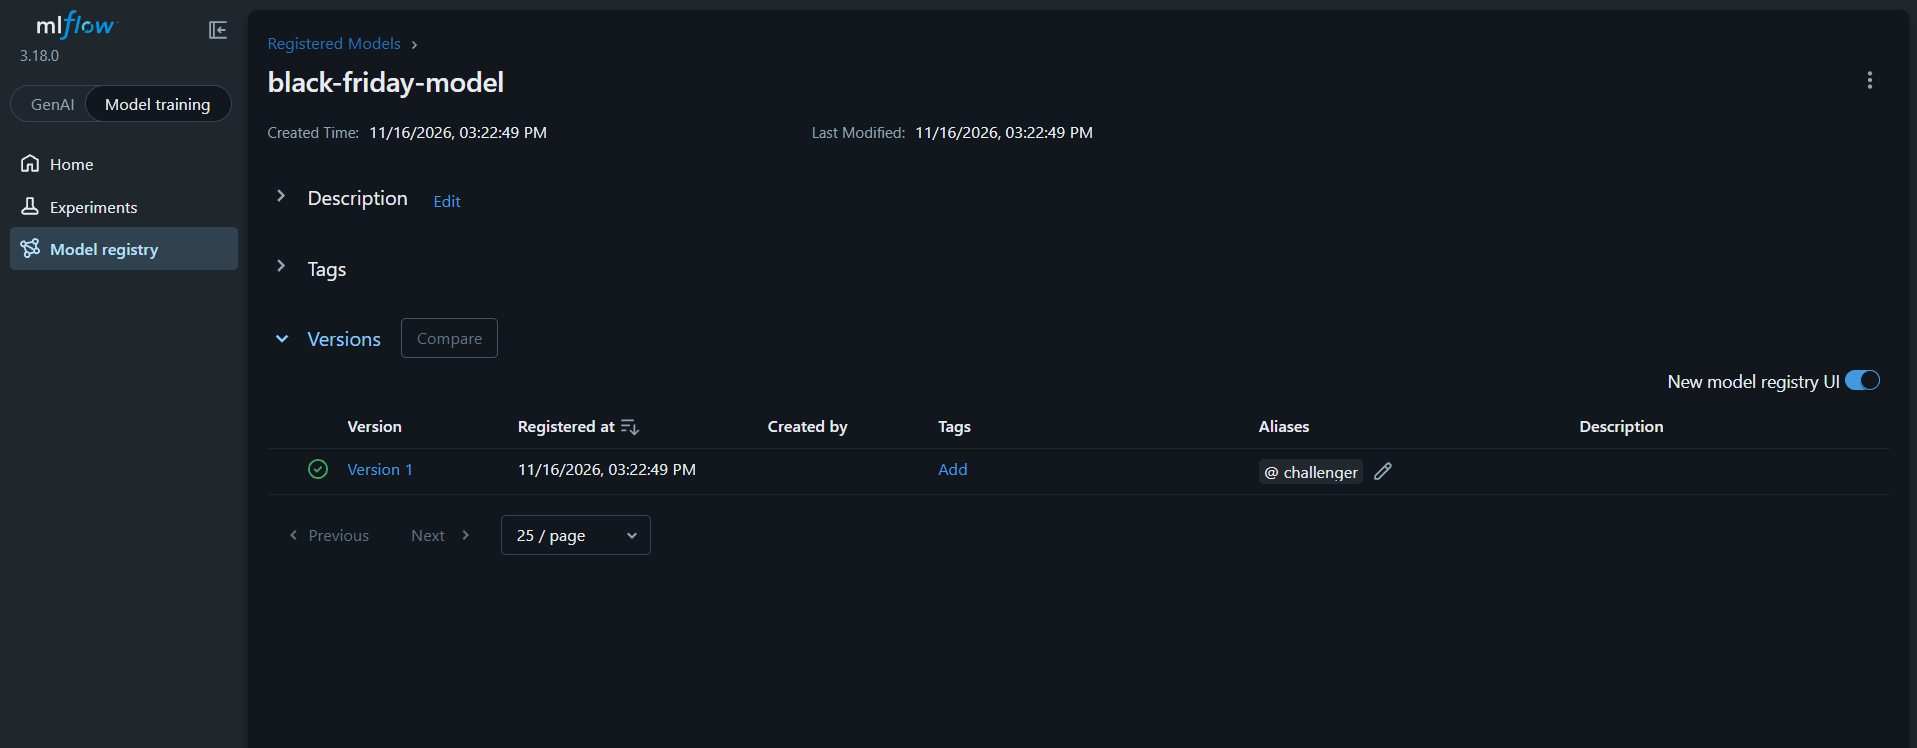 mlflow
3.18.0
GenAI Model training
Home
Experiments
Model registry
Registered Models
black-friday-model
Created Time: 11/16/2026, 03:22:49 PM Last Modified: 11/16/2026, 03:22:49 PM
Description Edit
Tags
Versions Compare
New model registry UI
Version Registered at Created by Tags Aliases Description
Version 1 11/16/2026, 03:22:49 PM Add @ challenger
Previous Next 25 / page